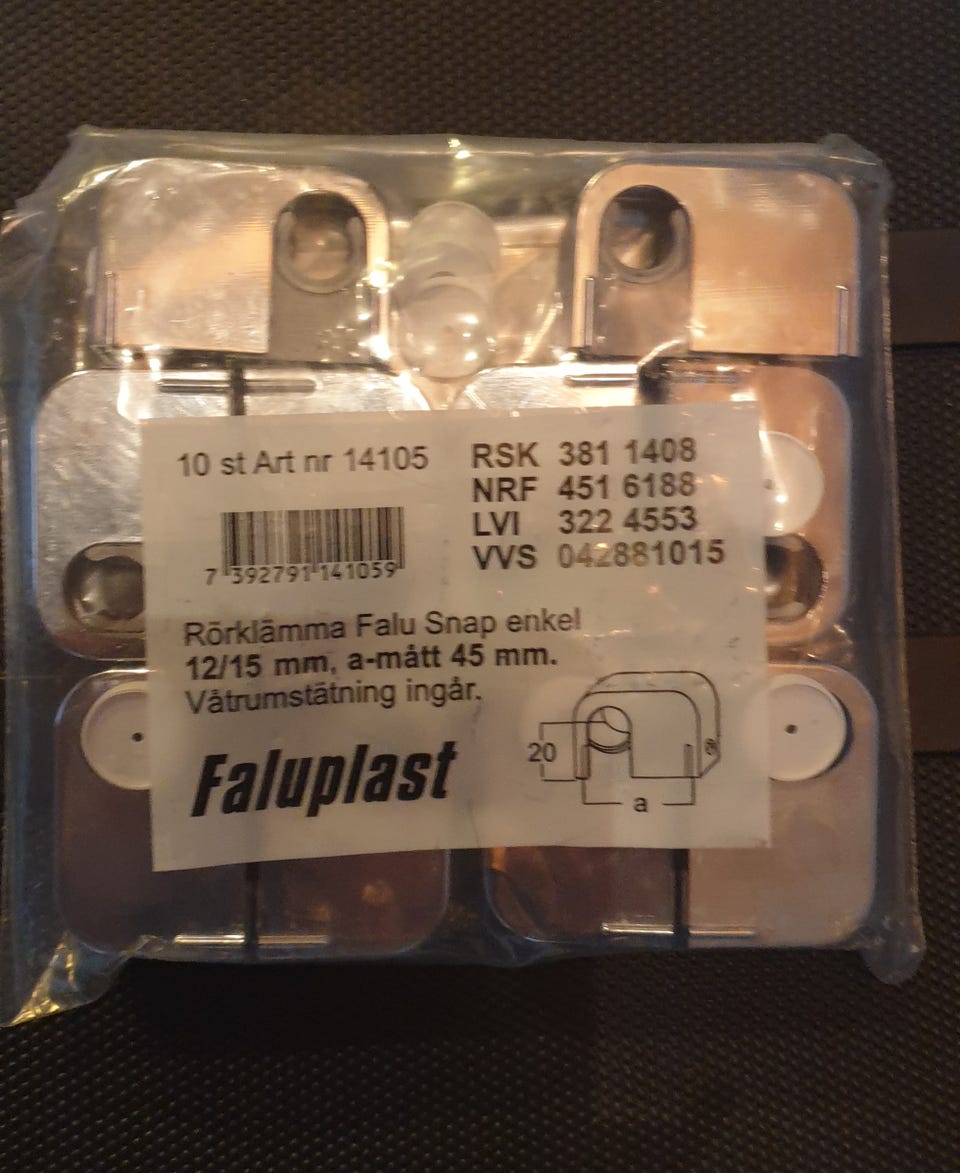 10 st Art nr 14105
RSK 381 1408
NRF 451 6188
LVI 322 4553
VVS 042881015
7 392791 141059
Rörklämma Falu Snap enkel
12/15 mm, a-mått 45 mm.
Våtrumstätning ingår.
Faluplast
20
a